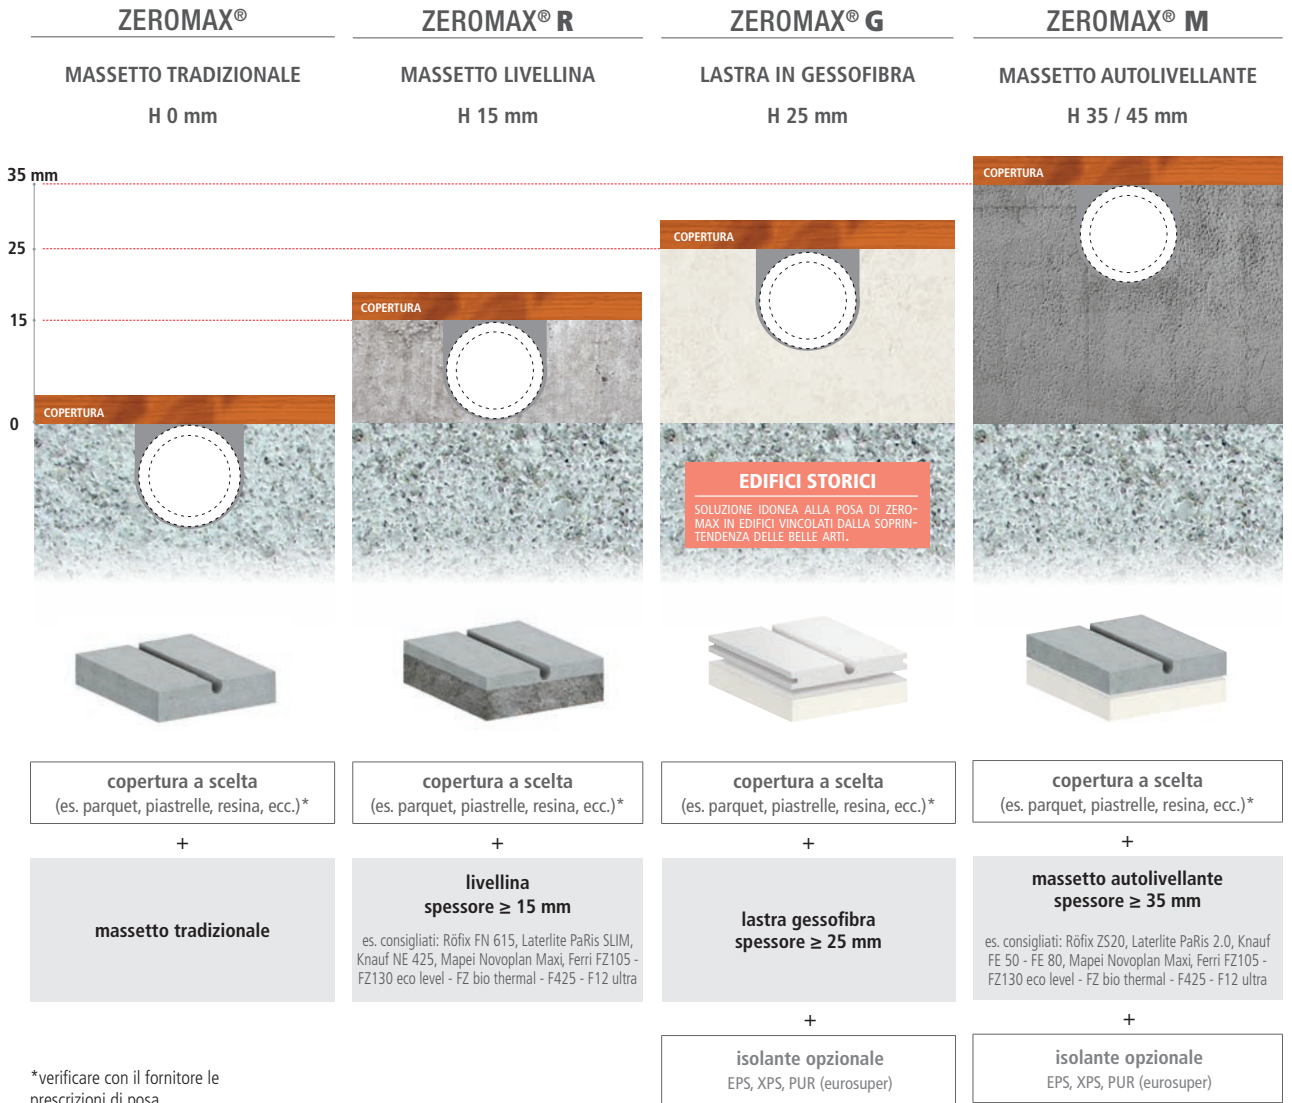 ZEROMAX®
MASSETTO TRADIZIONALE
H 0 mm
ZEROMAX® R
MASSETTO LIVELLINA
H 15 mm
ZEROMAX® G
LASTRA IN GESSOFIBRA
H 25 mm
ZEROMAX® M
MASSETTO AUTOLIVELLANTE
H 35 / 45 mm
35 mm
25
15
0
COPERTURA
COPERTURA
COPERTURA
COPERTURA
EDIFICI STORICI
SOLUZIONE IDONEA ALLA POSA DI ZERO-
MAX IN EDIFICI VINCOLATI DALLA SOPRIN-
TENDENZA DELLE BELLE ARTI.
copertura a scelta
(es. parquet, piastrelle, resina, ecc.)*
+
massetto tradizionale
copertura a scelta
(es. parquet, piastrelle, resina, ecc.)*
+
livellina
spessore ≥ 15 mm
es. consigliati: Röfix FN 615, Laterlite PaRis SLIM,
Knauf NE 425, Mapei Novoplan Maxi, Ferri FZ105 -
FZ130 eco level - FZ bio thermal - F425 - F12 ultra
copertura a scelta
(es. parquet, piastrelle, resina, ecc.)*
+
lastra gessofibra
spessore ≥ 25 mm
+
isolante opzionale
EPS, XPS, PUR (eurosuper)
copertura a scelta
(es. parquet, piastrelle, resina, ecc.)*
+
massetto autolivellante
spessore ≥ 35 mm
es. consigliati: Röfix ZS20, Laterlite PaRis 2.0, Knauf
FE 50 - FE 80, Mapei Novoplan Maxi, Ferri FZ105 -
FZ130 eco level - FZ bio thermal - F425 - F12 ultra
+
isolante opzionale
EPS, XPS, PUR (eurosuper)
*verificare con il fornitore le
prescrizioni di posa